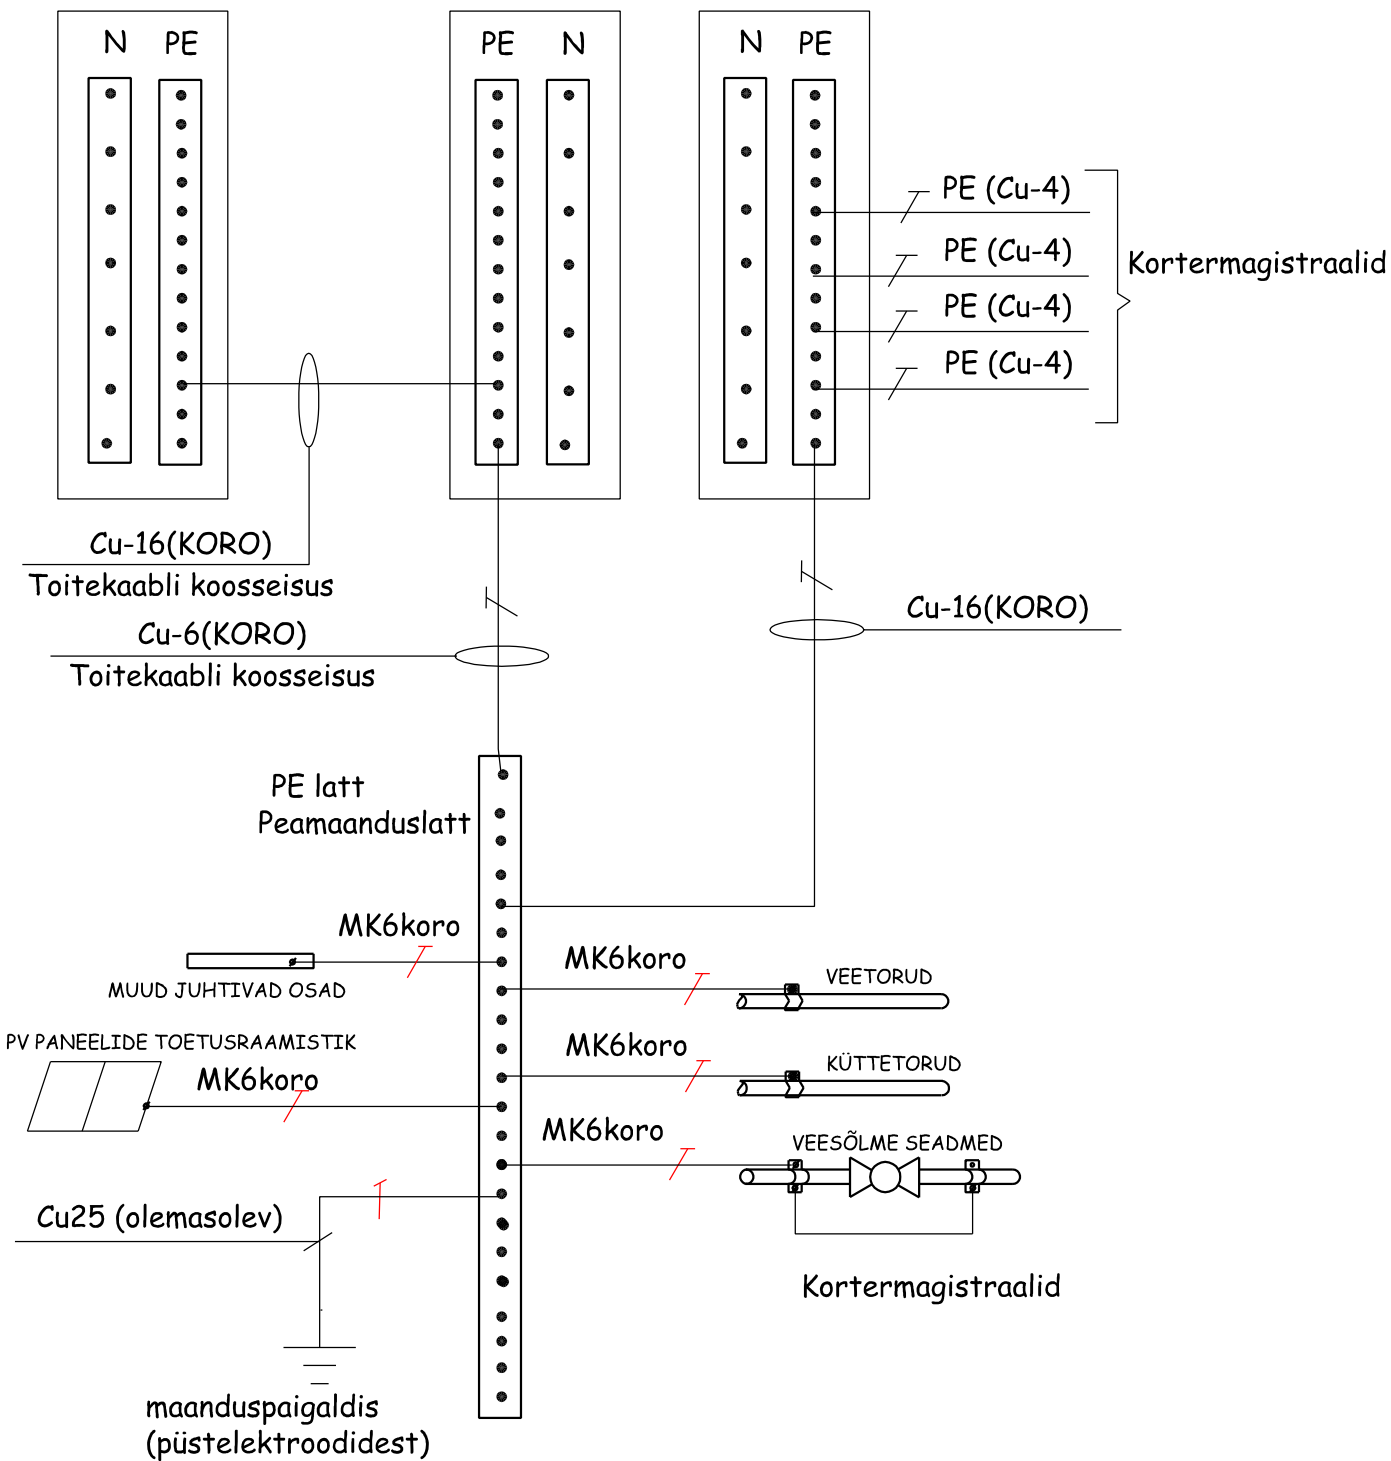 N PE
PE N
N PE
PE (Cu-4)
PE (Cu-4)
PE (Cu-4)
PE (Cu-4)
Kortermagistraalid
Cu-16(KORO)
Toitekaabli koosseisus
Cu-6(KORO)
Toitekaabli koosseisus
Cu-16(KORO)
PE latt
Peamaanduslatt
MK6koro
MUUD JUHTIVAD OSAD
MK6koro
VEETORUD
PV PANEELIDE TOETUSRAAMISTIK
MK6koro
MK6koro
KÜTTETORUD
MK6koro
VEESÕLME SEADMED
Cu25 (olemasolev)
Kortermagistraalid
maanduspaigaldis
(püstelektroodidest)